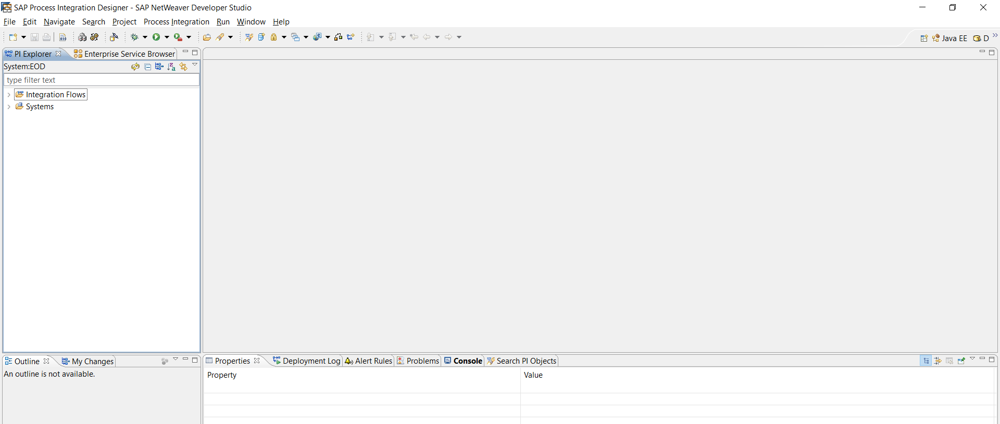 SAP Process Integration Designer - SAP NetWeaver Developer Studio
File Edit Navigate Search Project Process Integration Run Window Help
Java EE D
PI Explorer Enterprise Service Browser
System:EOD
type filter text
Integration Flows
Systems
Outline My Changes
An outline is not available.
Properties Deployment Log Alert Rules Problems Console Search PI Objects
Property Value